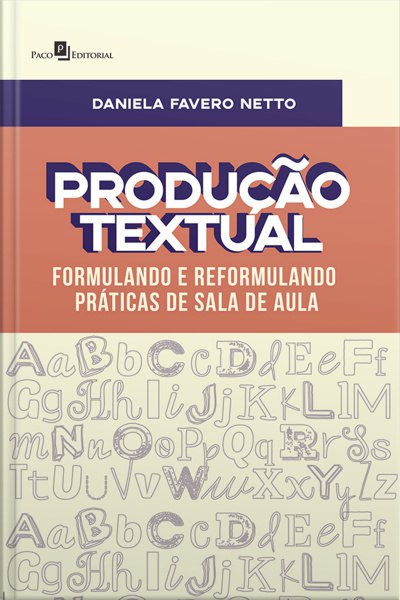 PACO EDITORIAL
DANIELA FAVERO NETTO
PRODUÇÃO
TEXTUAL
FORMULANDO E REFORMULANDO
PRÁTICAS DE SALA DE AULA
AaBbCcDdEeFf
GgHhIiJjKkLlM
mNnOoPpQqRrSs
TtUuVvWwXxYyZz
AaBbCcDdEeFf
GgHhIiJjKkLlM